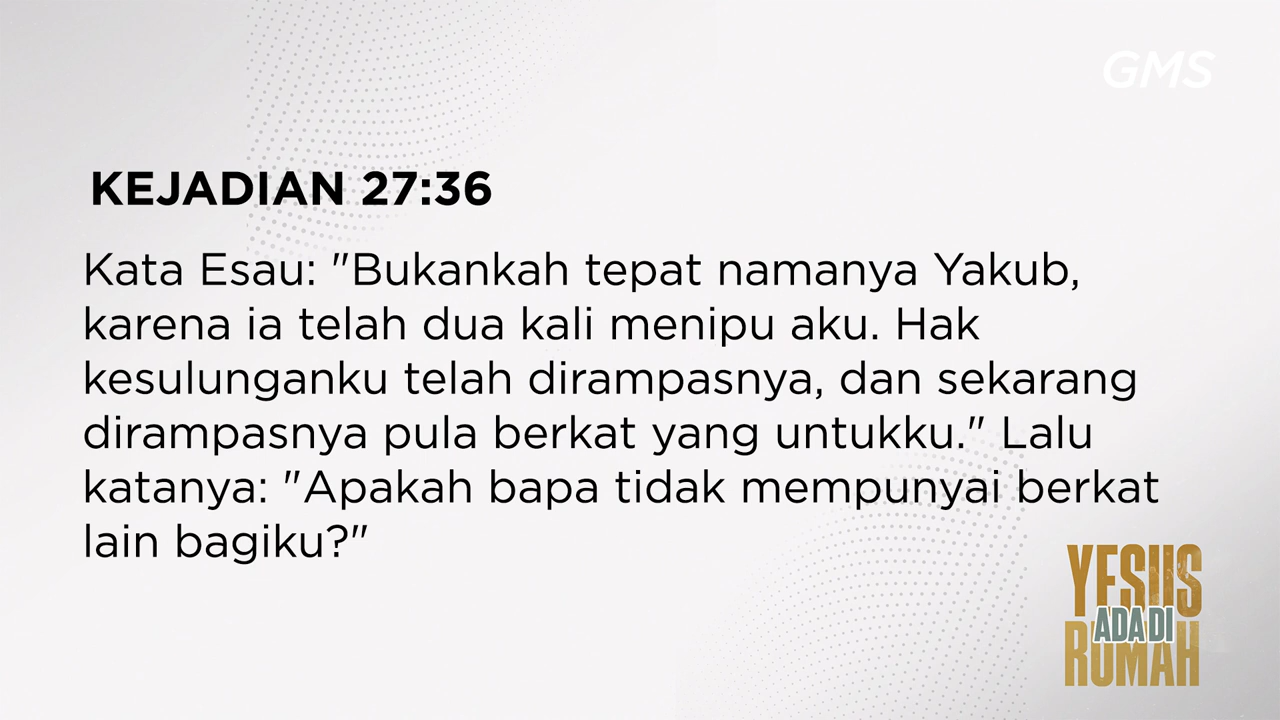 GMS
KEJADIAN 27:36
Kata Esau: "Bukankah tepat namanya Yakub,
karena ia telah dua kali menipu aku. Hak
kesulunganku telah dirampasnya, dan sekarang
dirampasnya pula berkat yang untukku." Lalu
katanya: "Apakah bapa tidak mempunyai berkat
lain bagiku?"
YESUS
ADA DI
RUMAH